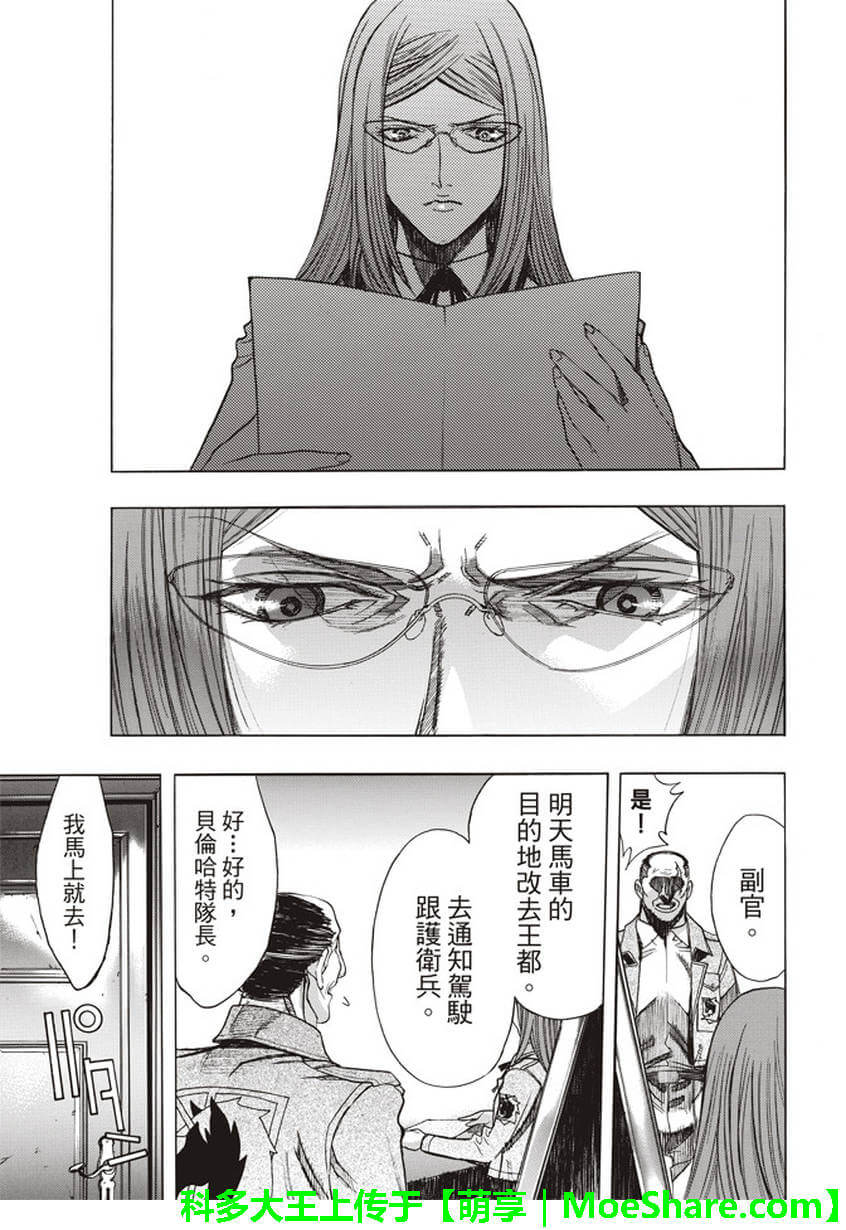 副官。
是！
明天馬車的
目的地改去王都。
去通知駕駛
跟護衛兵。
好…好的，
貝倫哈特隊長。
我馬上就去！
科多大王上传于【萌享｜MoeShare.com】